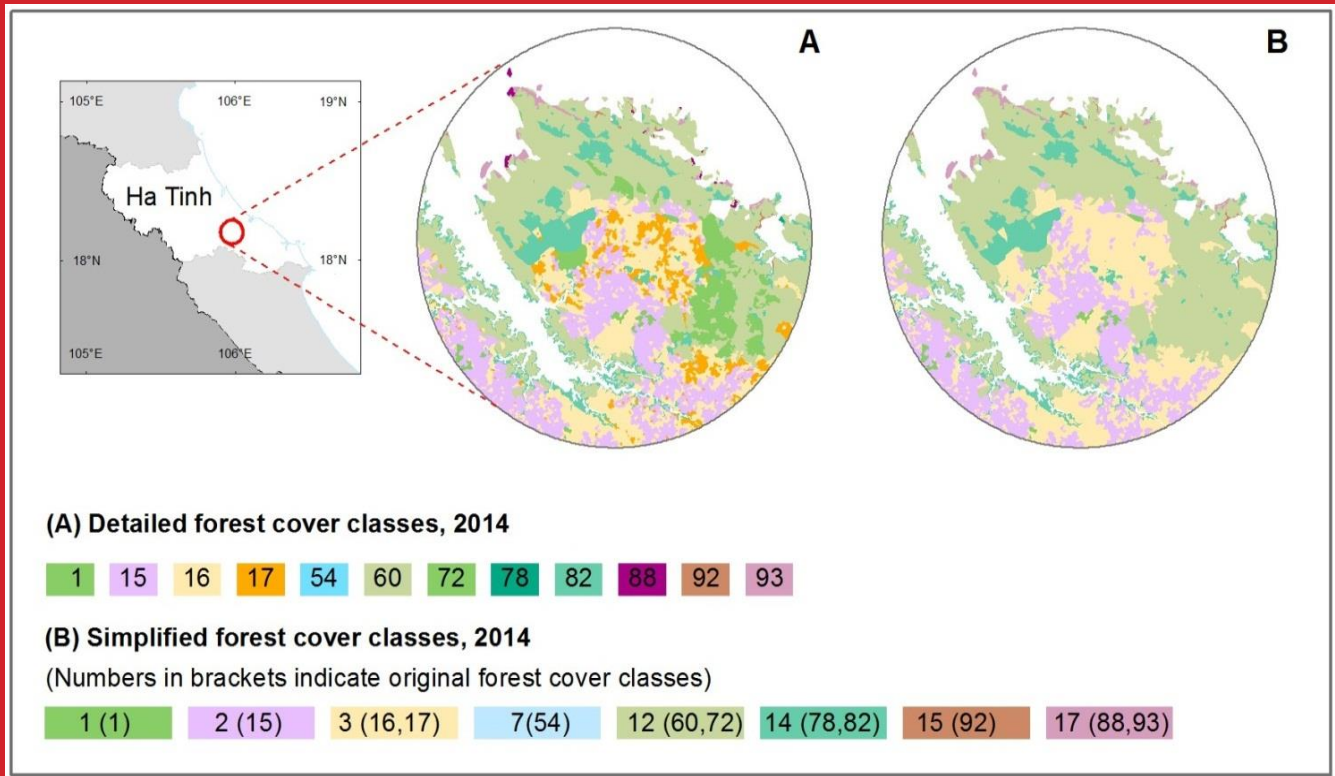 A
B
105°E
106°E
19°N
Ha Tinh
18°N
18°N
105°E
106°E
(A) Detailed forest cover classes, 2014
1 15 16 17 54 60 72 78 82 88 92 93
(B) Simplified forest cover classes, 2014
(Numbers in brackets indicate original forest cover classes)
1 (1) 2 (15) 3 (16,17) 7(54) 12 (60,72) 14 (78,82) 15 (92) 17 (88,93)